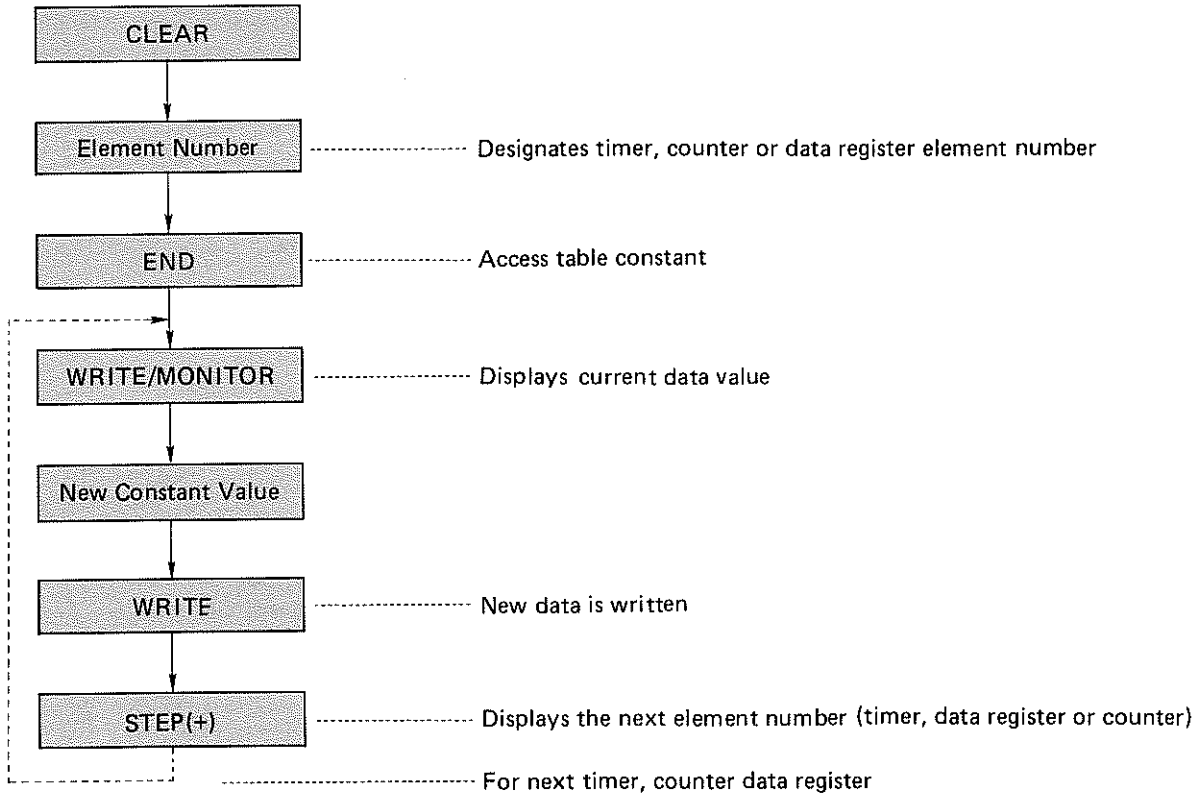 CLEAR
Element Number
Designates timer, counter or data register element number
END
Access table constant
WRITE/MONITOR
Displays current data value
New Constant Value
WRITE
New data is written
STEP(+)
Displays the next element number (timer, data register or counter)
For next timer, counter data register